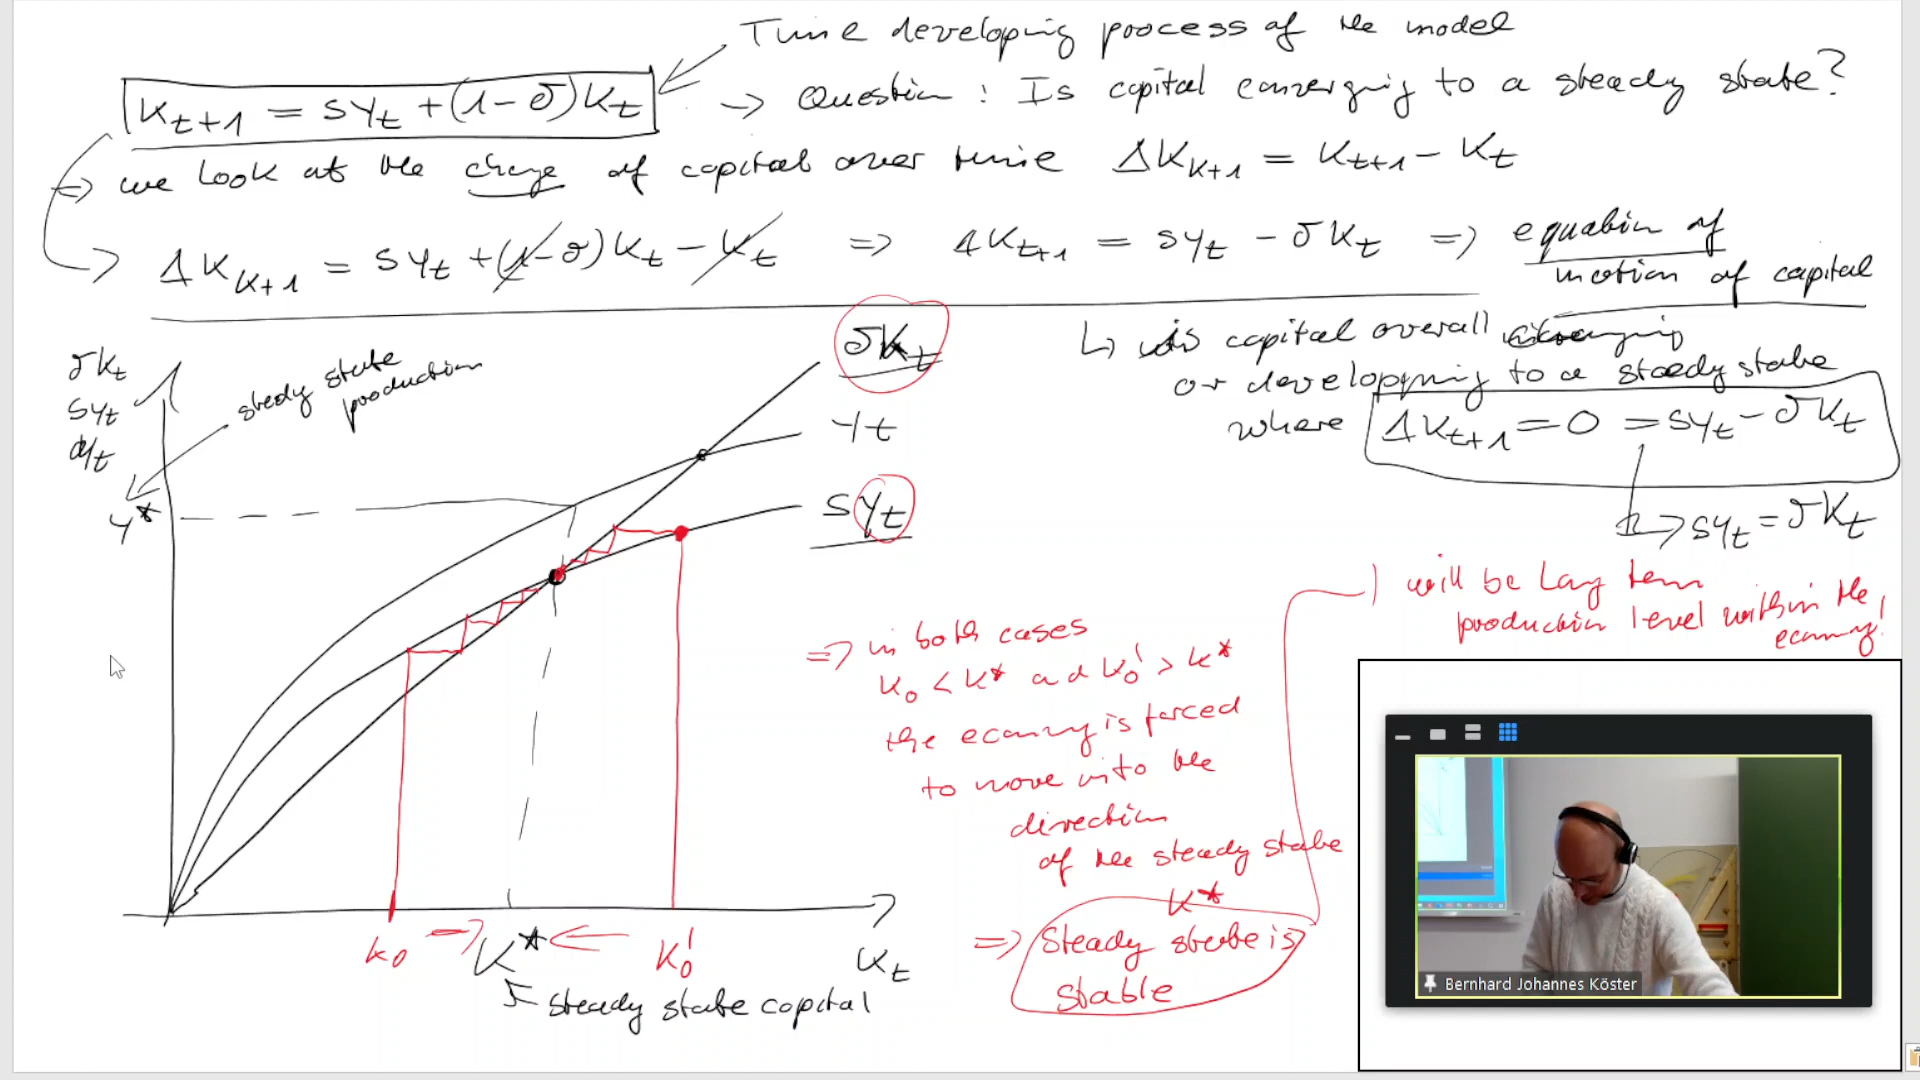 Time developing process of the model
K_{t+1} = sY_t + (1-δ)K_t
-> Question: Is capital converging to a steady state?
=> we look at the change of capital over time ΔK_{K+1} = K_{t+1} - K_t
-> ΔK_{K+1} = sY_t + (1-δ)K_t - K_t => ΔK_{t+1} = sY_t - δK_t => equation of
motion of capital
↳ is capital overall
or developping to a steady state
where ΔK_{t+1} = 0 = sY_t - δK_t
=> sY_t = δK_t
δK_t
sY_t
Y_t
steady state
production
Y*
δK_t
Y_t
sY_t
) will be long term
production level within the
economy!
=> in both cases
K_0 < K* and K_0' > K*
the economy is forced
to move into the
direction
of the steady state
K*
=> Steady state is
stable
K_0 => K* <= K_0' K_t
steady state capital
Bernhard Johannes Köster